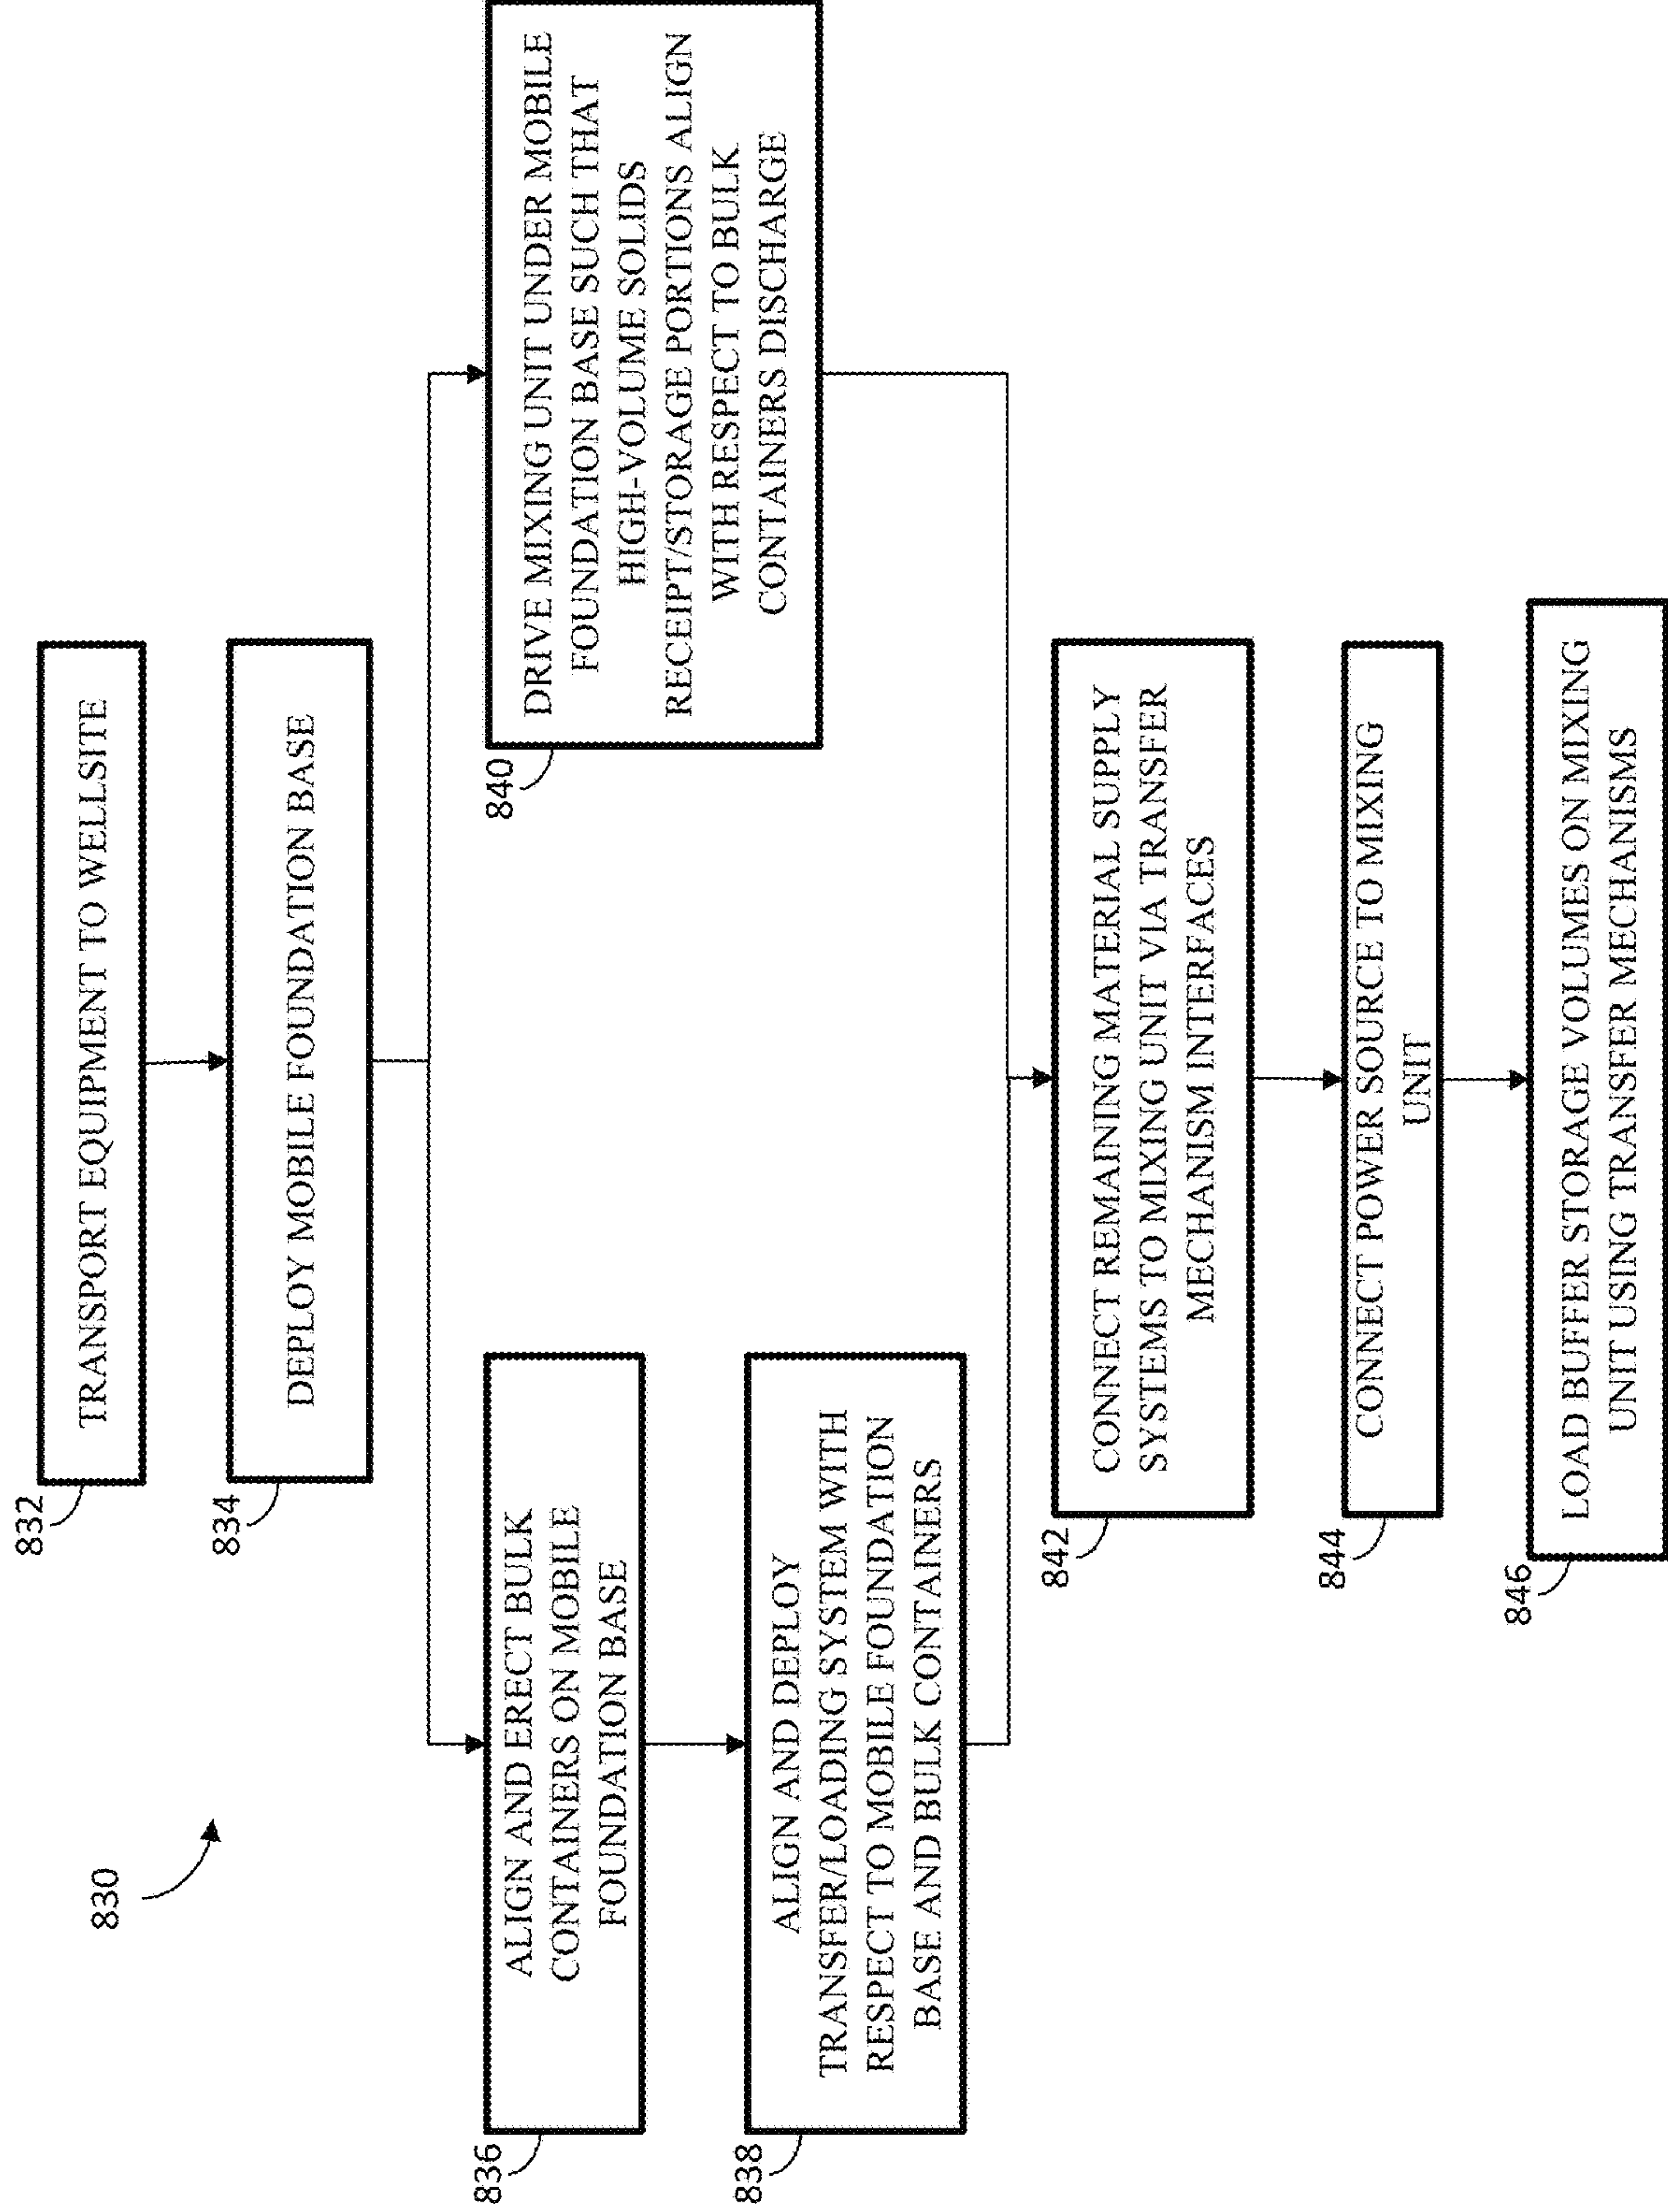 830
832
TRANSPORT EQUIPMENT TO WELLSITE
834
DEPLOY MOBILE FOUNDATION BASE
836
ALIGN AND ERECT BULK
CONTAINERS ON MOBILE
FOUNDATION BASE
838
ALIGN AND DEPLOY
TRANSFER/LOADING SYSTEM WITH
RESPECT TO MOBILE FOUNDATION
BASE AND BULK CONTAINERS
840
DRIVE MIXING UNIT UNDER MOBILE
FOUNDATION BASE SUCH THAT
HIGH-VOLUME SOLIDS
RECEIPT/STORAGE PORTIONS ALIGN
WITH RESPECT TO BULK
CONTAINERS DISCHARGE
842
CONNECT REMAINING MATERIAL SUPPLY
SYSTEMS TO MIXING UNIT VIA TRANSFER
MECHANISM INTERFACES
844
CONNECT POWER SOURCE TO MIXING
UNIT
846
LOAD BUFFER STORAGE VOLUMES ON MIXING
UNIT USING TRANSFER MECHANISMS